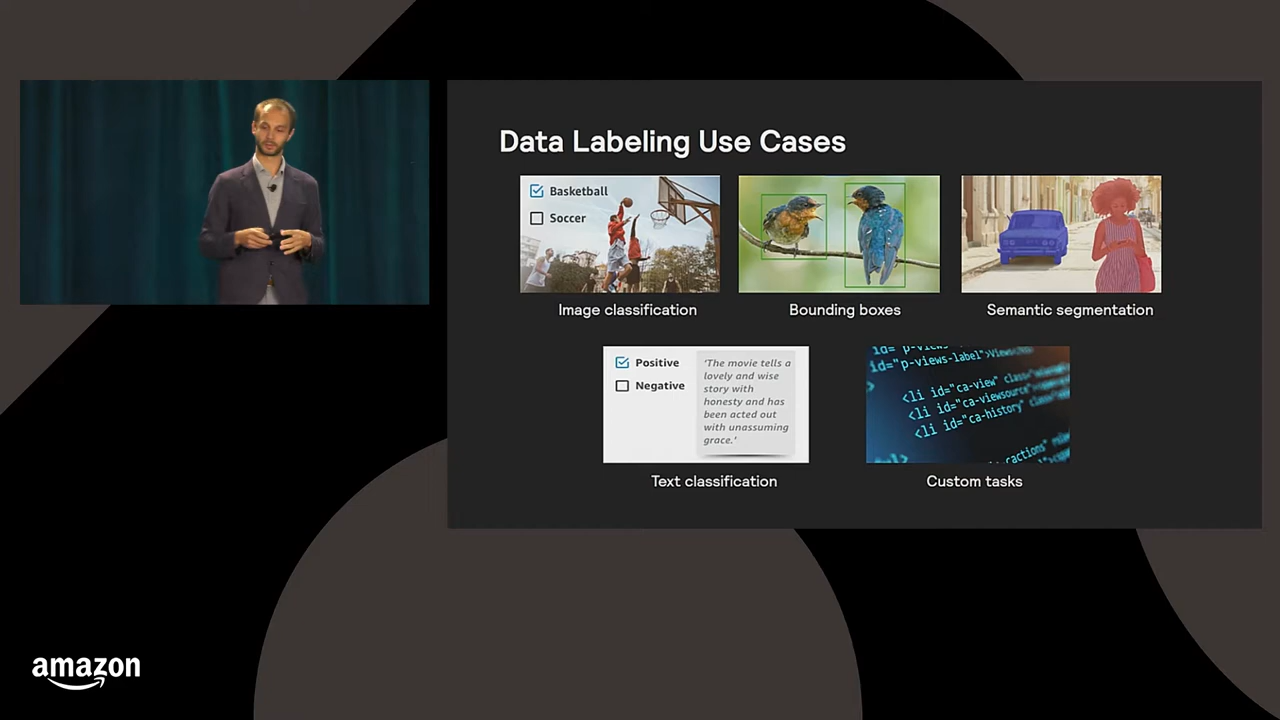 Data Labeling Use Cases
Basketball
Soccer
Image classification
Bounding boxes
Semantic segmentation
Positive
Negative
‘The movie tells a
lovely and wise
story with
honesty and has
been acted out
with unassuming
grace.’
Text classification
id="p-views-label">
<li id="ca-view"
<li id="ca-viewsource"
<li id="ca-history"
Custom tasks
amazon